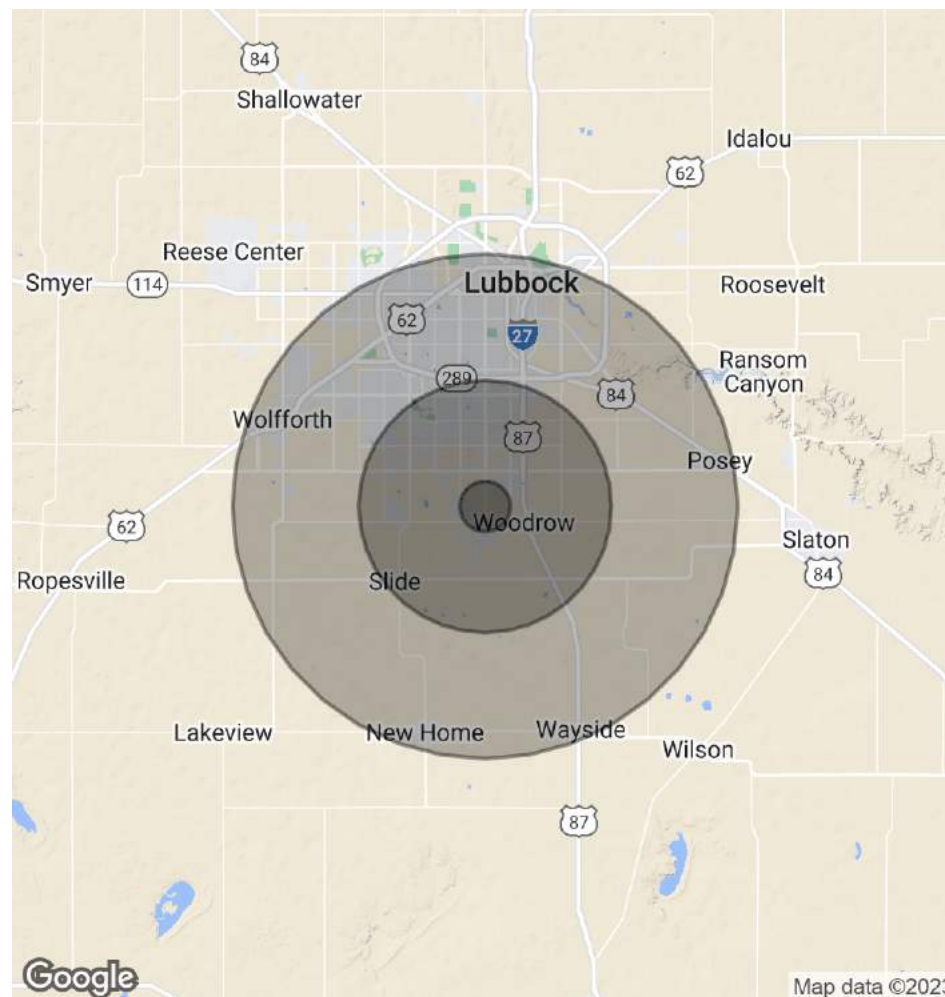 84
Shallowater
Idalou
62
Reese Center
Smyer
114
Lubbock
Roosevelt
62
27
289
Ransom
Canyon
84
Wolfforth
87
Posey
62
Woodrow
Slaton
Ropesville
Slide
84
Lakeview
New Home
Wayside
Wilson
87
Google
Map data ©2023